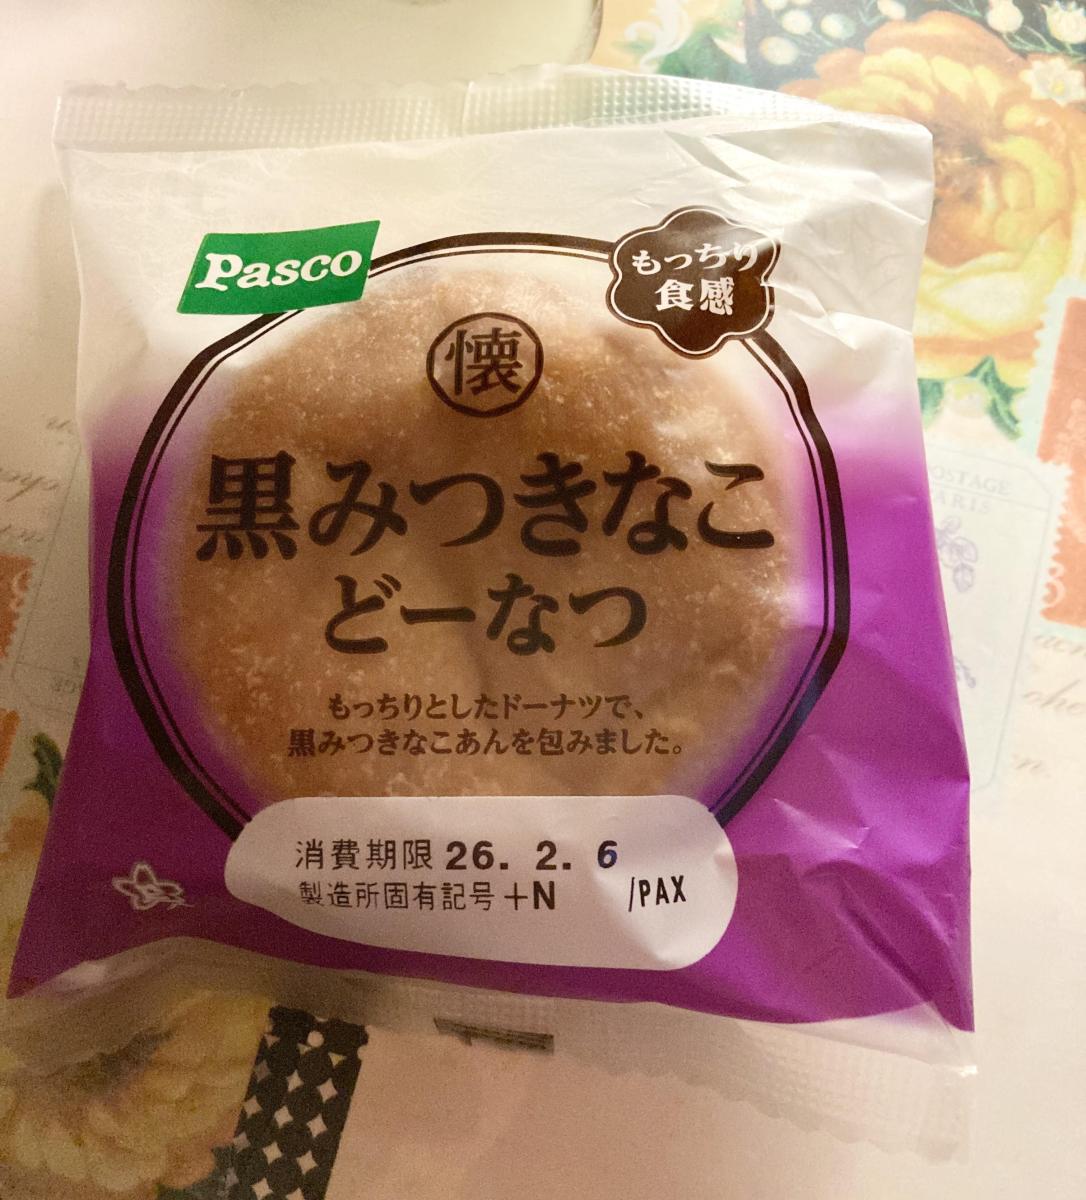 Pasco
もっちり
食感
懐
黒みつきなこ
どーなつ
もっちりとしたドーナツで、
黒みつきなこあんを包みました。
消費期限 26. 2. 6
製造所固有記号 +N /PAX
OSTAGE
PARIS